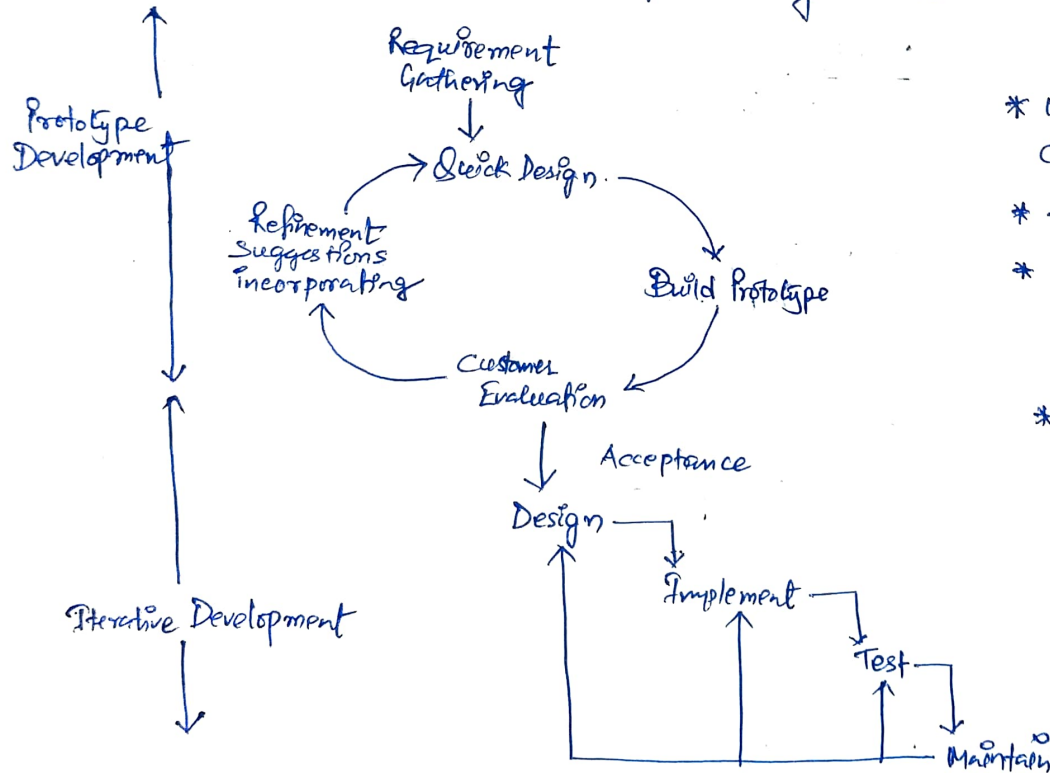 Requirement
Gathering
Prototype
Development
Quick Design.
Refinement
Suggestions
incorporating
Build Prototype
Customer
Evaluation
Acceptance
Design
Implement
Iterative Development
Test
Maintain
*
*
*
*